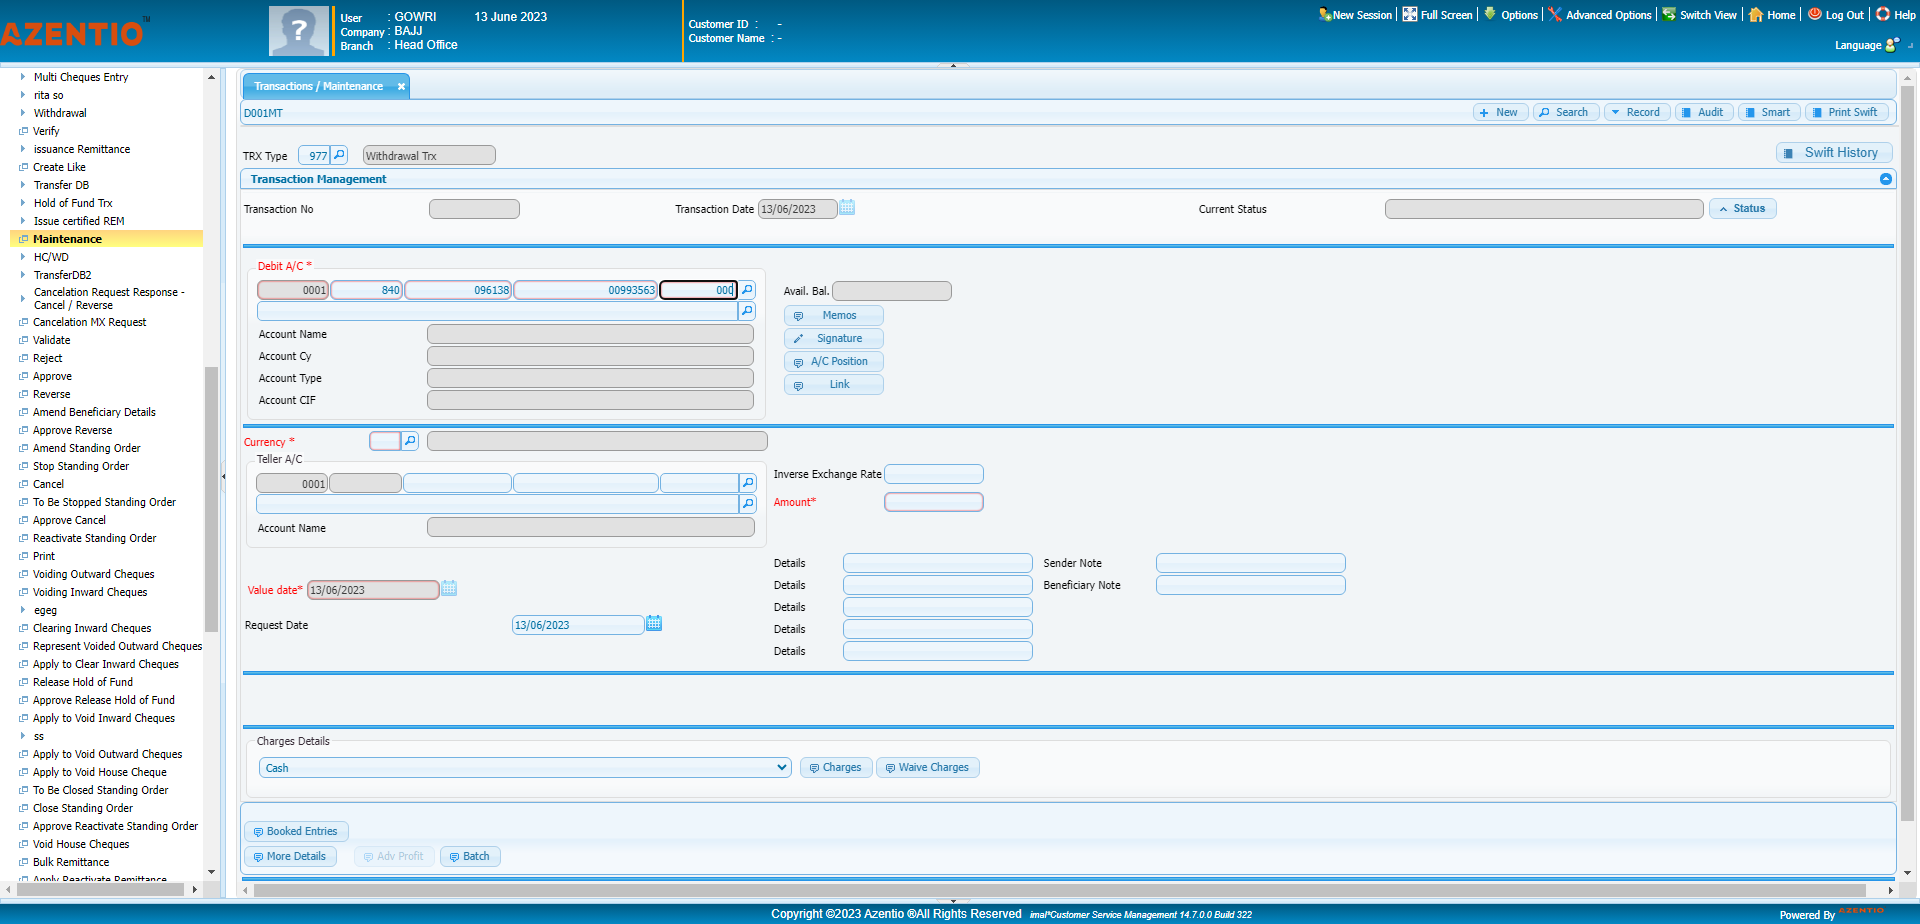 AZENTIO™
User : GOWRI 13 June 2023
Company : BAJJ
Branch : Head Office
Customer ID : -
Customer Name : -
New Session Full Screen Options Advanced Options Switch View Home Log Out Help
Language
Multi Cheques Entry
rita so
Withdrawal
Verify
issuance Remittance
Create Like
Transfer DB
Hold of Fund Trx
Issue certified REM
Maintenance
HC/WD
TransferDB2
Cancelation Request Response -
Cancel / Reverse
Cancelation MX Request
Validate
Reject
Approve
Reverse
Amend Beneficiary Details
Approve Reverse
Amend Standing Order
Stop Standing Order
Cancel
To Be Stopped Standing Order
Approve Cancel
Reactivate Standing Order
Print
Voiding Outward Cheques
Voiding Inward Cheques
egeg
Clearing Inward Cheques
Represent Voided Outward Cheques
Apply to Clear Inward Cheques
Release Hold of Fund
Approve Release Hold of Fund
Apply to Void Inward Cheques
ss
Apply to Void Outward Cheques
Apply to Void House Cheque
To Be Closed Standing Order
Close Standing Order
Approve Reactivate Standing Order
Void House Cheques
Bulk Remittance
Apply Reactivate Remittance
Transactions / Maintenance
D001MT
New Search Record Audit Smart Print Swift
TRX Type 977 Withdrawal Trx
Swift History
Transaction Management
Transaction No Transaction Date 13/06/2023 Current Status Status
Debit A/C *
0001 840 096138 00993563 000
Avail. Bal.
Memos
Account Name
Signature
Account Cy
A/C Position
Account Type
Link
Account CIF
Currency *
Teller A/C
0001
Inverse Exchange Rate
Amount*
Account Name
Details Sender Note
Details Beneficiary Note
Value date* 13/06/2023
Details
Request Date 13/06/2023
Details
Details
Charges Details
Cash Charges Waive Charges
Booked Entries
More Details Adv Profit Batch
Copyright ©2023 Azentio ®All Rights Reserved imal*Customer Service Management 14.7.0.0 Build 322
Powered By AZENTIO